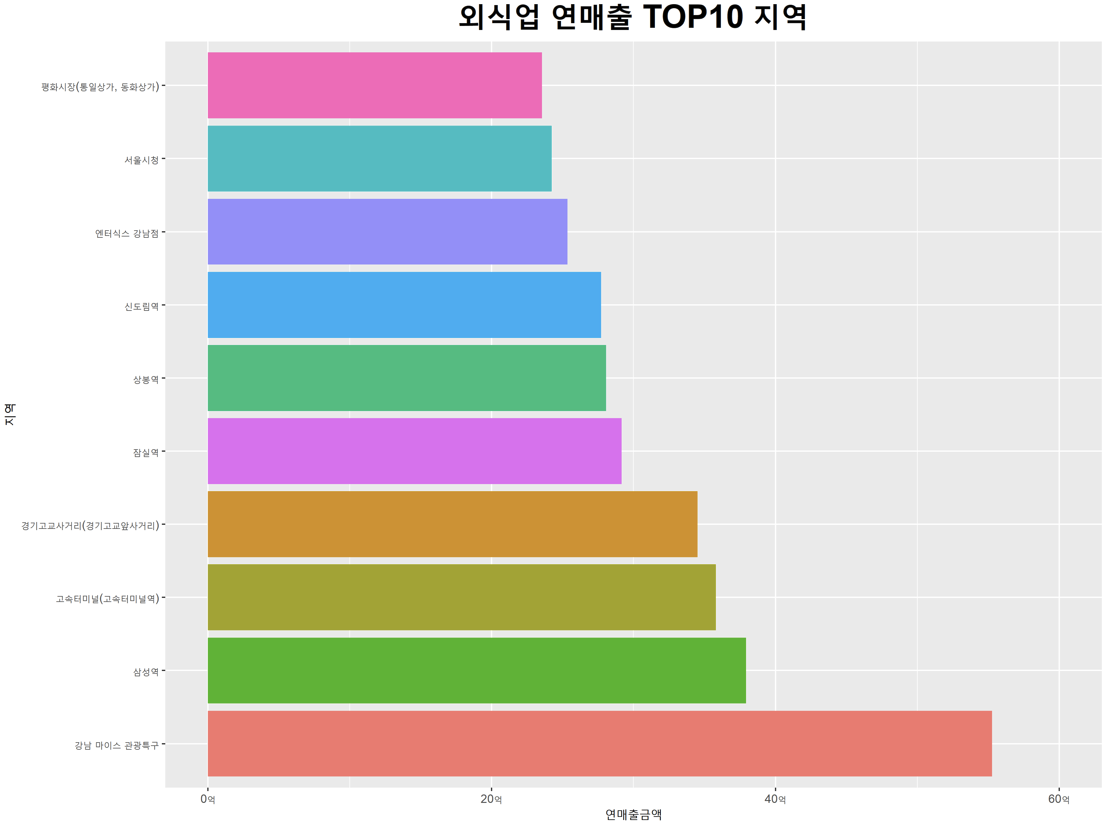 외식업 연매출 TOP10 지역
평화시장(통일상가, 동화상가)
서울시청
엔터식스 강남점
신도림역
상봉역
지역
잠실역
경기고교사거리(경기고교앞사거리)
고속터미널(고속터미널역)
삼성역
강남 마이스 관광특구
0억 20억 40억 60억
연매출금액